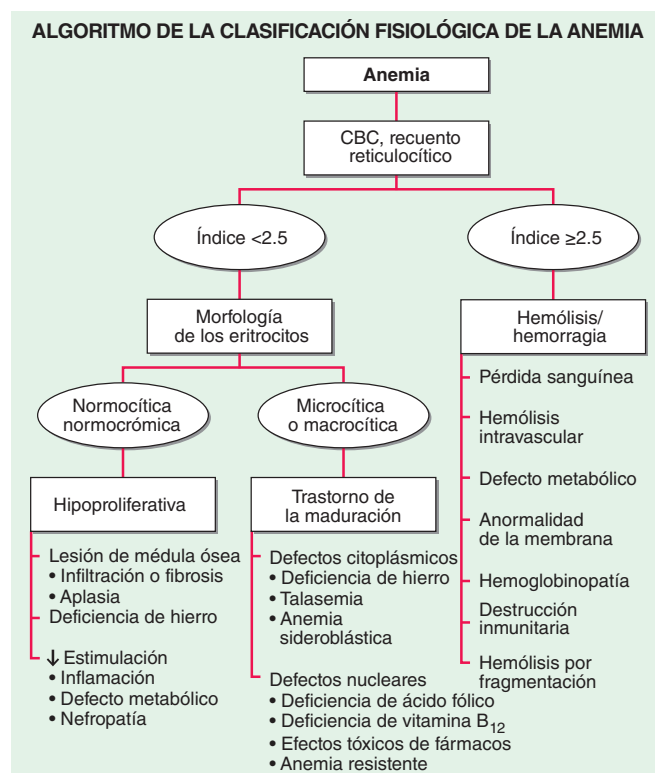 ALGORITMO DE LA CLASIFICACIÓN FISIOLÓGICA DE LA ANEMIA
Anemia
CBC, recuento
reticulocítico
Índice <2.5
Índice ≥2.5
Morfología
de los eritrocitos
Hemólisis/
hemorragia
Normocítica
normocrómica
Microcítica
o macrocítica
Hipoproliferativa
Trastorno de
la maduración
Lesión de médula ósea
• Infiltración o fibrosis
• Aplasia
Deficiencia de hierro
↓ Estimulación
• Inflamación
• Defecto metabólico
• Nefropatía
Defectos citoplásmicos
• Deficiencia de hierro
• Talasemia
• Anemia
sideroblástica
Defectos nucleares
• Deficiencia de ácido fólico
• Deficiencia de vitamina B12
• Efectos tóxicos de fármacos
• Anemia resistente
Pérdida sanguínea
Hemólisis
intravascular
Defecto metabólico
Anormalidad
de la membrana
Hemoglobinopatía
Destrucción
inmunitaria
Hemólisis por
fragmentación